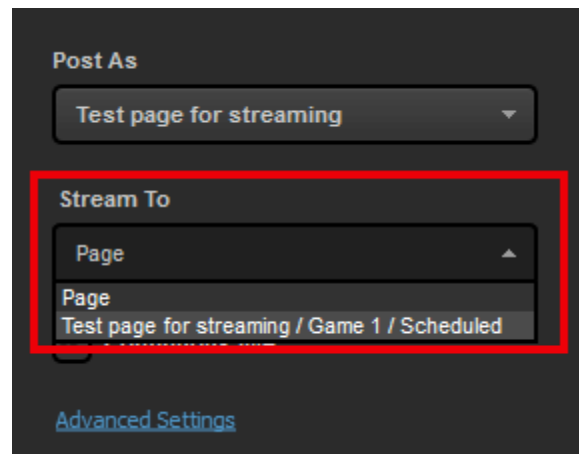 Post As
Test page for streaming
Stream To
Page
Page
Test page for streaming / Game 1 / Scheduled
Advanced Settings